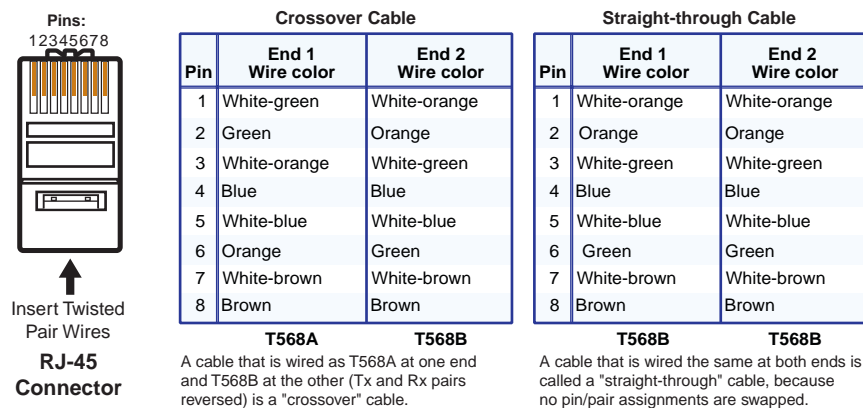 Pins:
12345678
Insert Twisted
Pair Wires
RJ-45
Connector
Crossover Cable
Pin End 1 Wire color End 2 Wire color
1 White-green White-orange
2 Green Orange
3 White-orange White-green
4 Blue Blue
5 White-blue White-blue
6 Orange Green
7 White-brown White-brown
8 Brown Brown
T568A T568B
A cable that is wired as T568A at one end
and T568B at the other (Tx and Rx pairs
reversed) is a "crossover" cable.
Straight-through Cable
Pin End 1 Wire color End 2 Wire color
1 White-orange White-orange
2 Orange Orange
3 White-green White-green
4 Blue Blue
5 White-blue White-blue
6 Green Green
7 White-brown White-brown
8 Brown Brown
T568B T568B
A cable that is wired the same at both ends is
called a "straight-through" cable, because
no pin/pair assignments are swapped.